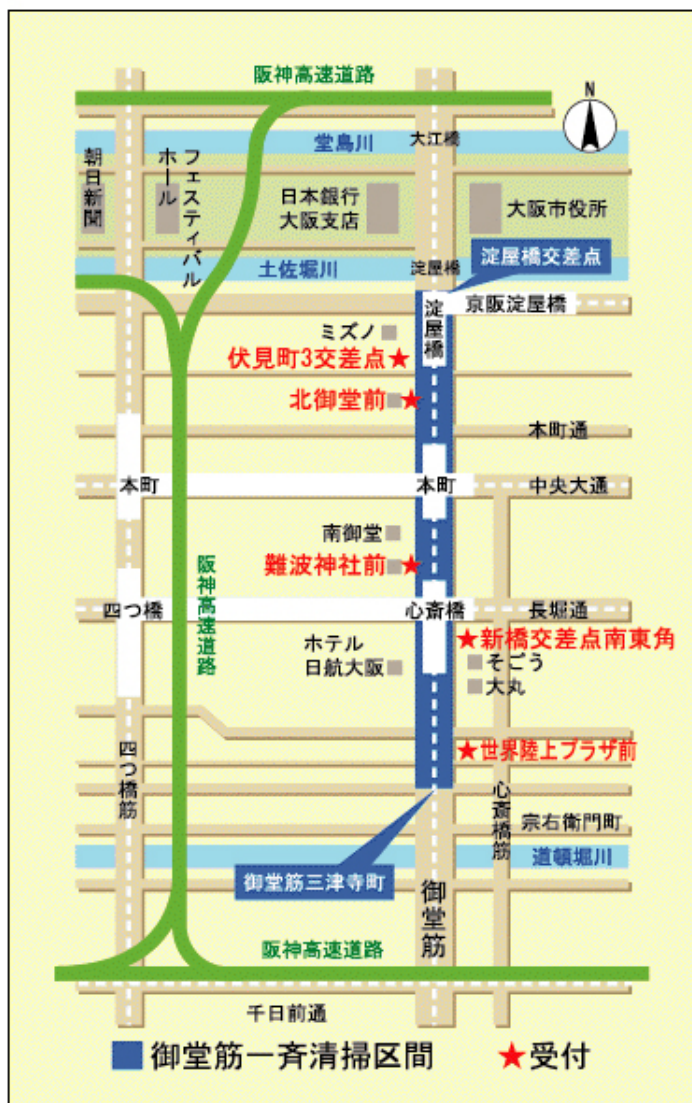 阪神高速道路
N
堂島川
大江橋
朝日新聞
フェスティバル
ホール
日本銀行
大阪支店
大阪市役所
土佐堀川
淀屋橋
淀屋橋交差点
京阪淀屋橋
淀屋橋
ミズノ
伏見町3交差点★
北御堂前★
本町通
本町
本町
中央大通
南御堂
難波神社前★
阪神高速道路
四つ橋
心斎橋
長堀通
★新橋交差点南東角
ホテル
日航大阪
そごう
大丸
★世界陸上プラザ前
四つ橋筋
心斎橋筋
宗右衛門町
道頓堀川
御堂筋三津寺町
御堂筋
阪神高速道路
千日前通
御堂筋一斉清掃区間
★受付